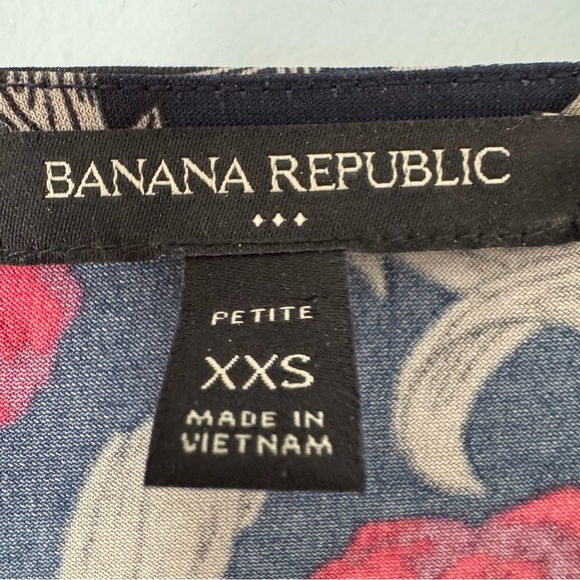 BANANA REPUBLIC
PETITE
XXS
MADE IN
VIETNAM